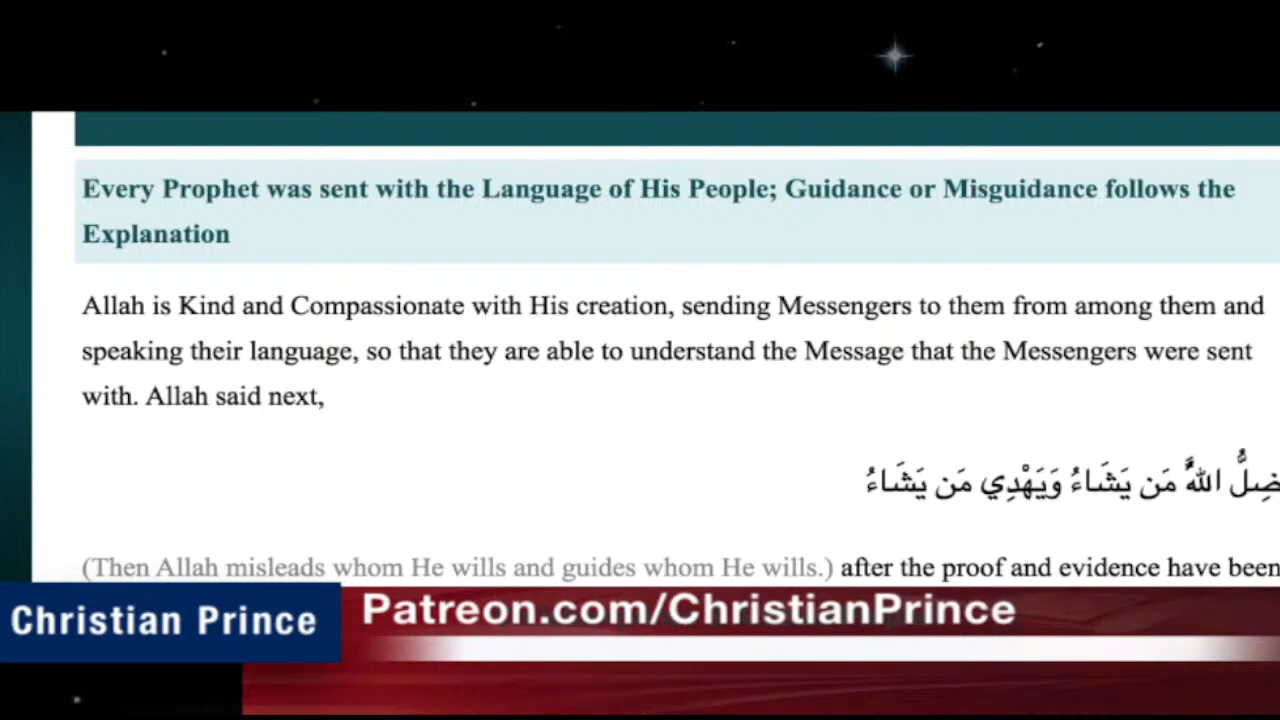 Every Prophet was sent with the Language of His People; Guidance or Misguidance follows the
Explanation
Allah is Kind and Compassionate with His creation, sending Messengers to them from among them and
speaking their language, so that they are able to understand the Message that the Messengers were sent
with. Allah said next,
اللَّهُ مَن يَشَاءُ وَيَهْدِي مَن يَشَاءُ
(Then Allah misleads whom He wills and guides whom He wills.) after the proof and evidence have been
Patreon.com/ChristianPrince
Christian Prince